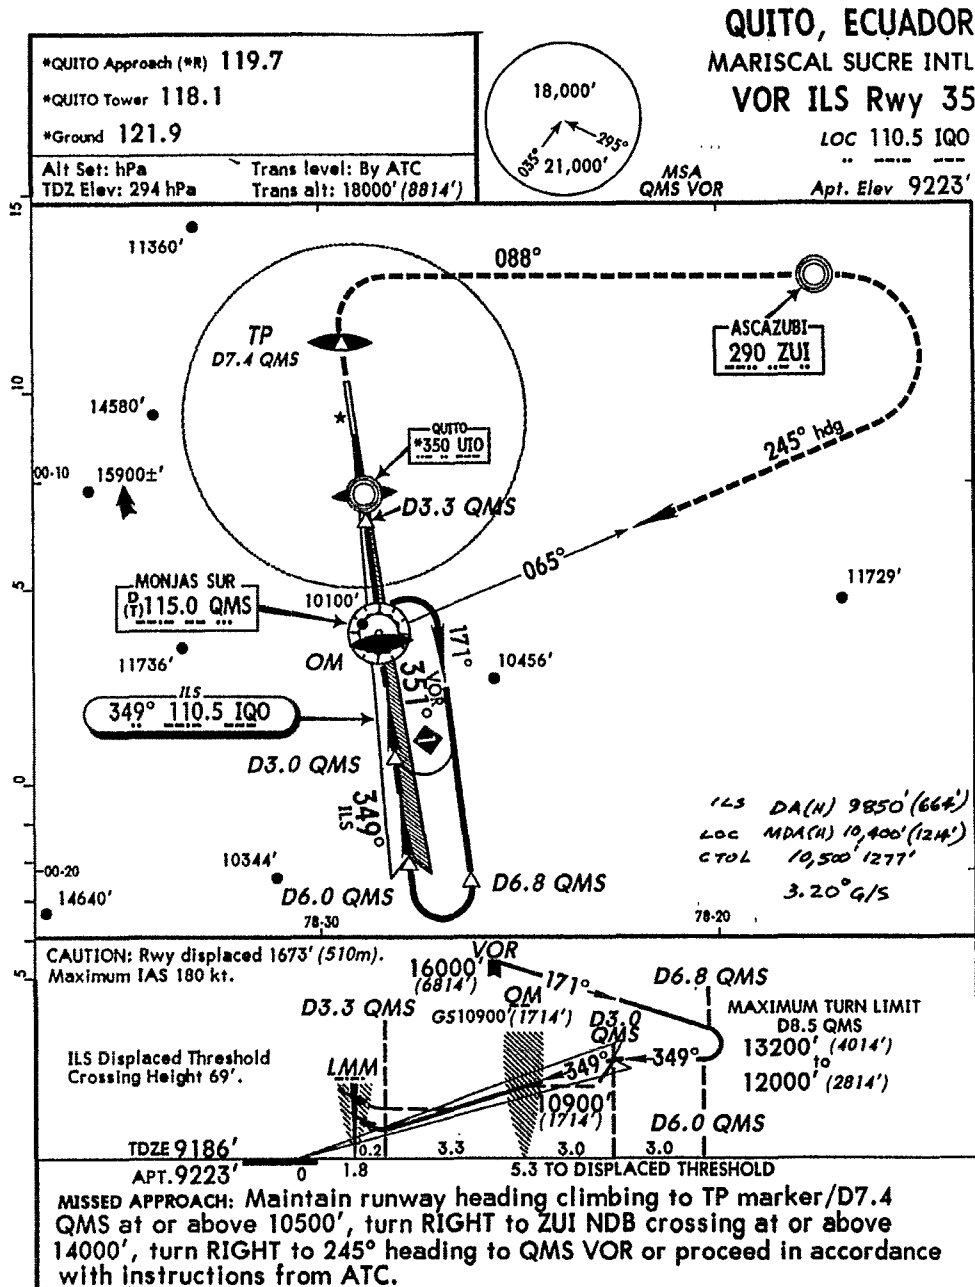 QUITO, ECUADOR
MARISCAL SUCRE INTL
VOR ILS Rwy 35
LOC 110.5 IQO
Apt. Elev 9223'
*QUITO Approach (*R) 119.7
*QUITO Tower 118.1
*Ground 121.9
Alt Set: hPa
Trans level: By ATC
TDZ Elev: 294 hPa
Trans alt: 18000' (8814')
18,000'
035°
295°
21,000'
MSA
QMS VOR
15
11360'
088°
TP
D7.4 QMS
ASCAZUBI
290 ZUI
10
14580'
QUITO
*350 UIO
245° hdg
00-10
15900±'
D3.3 QMS
065°
5
MONJAS SUR
D
(T) 115.0 QMS
10100'
11729'
11736'
OM
171°
10456'
ILS
349° 110.5 IQO
351°
VOR
1
D3.0 QMS
0
349°
ILS
ILS DA(H) 9850' (664')
LOC MDA(H) 10,400' (1214')
CTOL 10,500' 1277'
3.20° G/S
00-20
10344'
D6.0 QMS
D6.8 QMS
14640'
78-30
78-20
5
CAUTION: Rwy displaced 1673' (510m).
Maximum IAS 180 kt.
VOR
16000'
(6814')
171°
D6.8 QMS
D3.3 QMS
OM
GS10900' (1714')
D3.0
QMS
MAXIMUM TURN LIMIT
D8.5 QMS
13200' (4014')
to
12000' (2814')
ILS Displaced Threshold
Crossing Height 69'.
LMM
349°
349°
10900'
(1714')
D6.0 QMS
TDZE 9186'
0.2
3.3
3.0
3.0
APT. 9223'
0
1.8
5.3 TO DISPLACED THRESHOLD
MISSED APPROACH: Maintain runway heading climbing to TP marker/D7.4
QMS at or above 10500', turn RIGHT to ZUI NDB crossing at or above
14000', turn RIGHT to 245° heading to QMS VOR or proceed in accordance
with instructions from ATC.